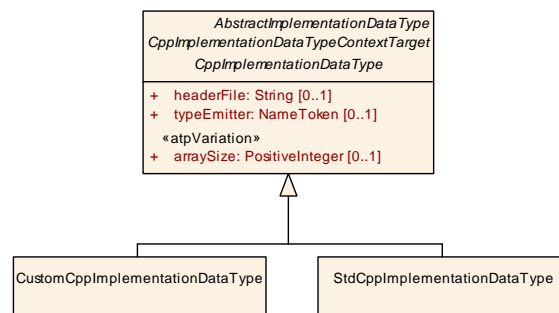 AbstractImplementationDataType
CppImplementationDataTypeContextTarget
CppImplementationDataType
+ headerFile: String [0..1]
+ typeEmitter: NameToken [0..1]
«atpVariation»
+ arraySize: PositiveInteger [0..1]
CustomCppImplementationDataType
StdCppImplementationDataType